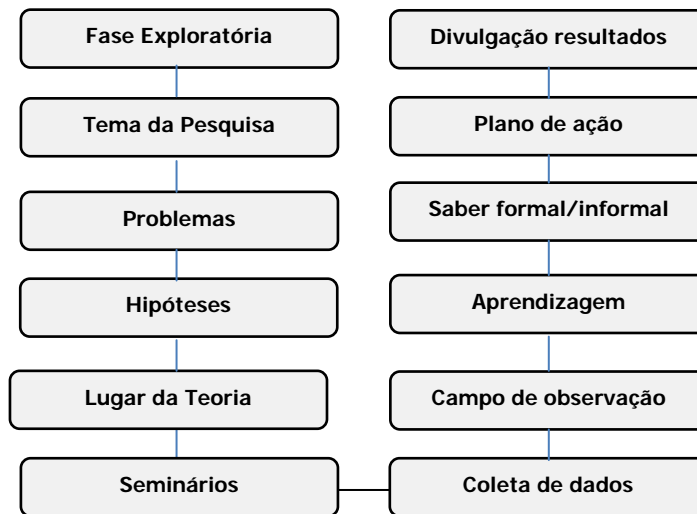 Fase Exploratória
Divulgação resultados
Tema da Pesquisa
Plano de ação
Problemas
Saber formal/informal
Hipóteses
Aprendizagem
Lugar da Teoria
Campo de observação
Seminários
Coleta de dados